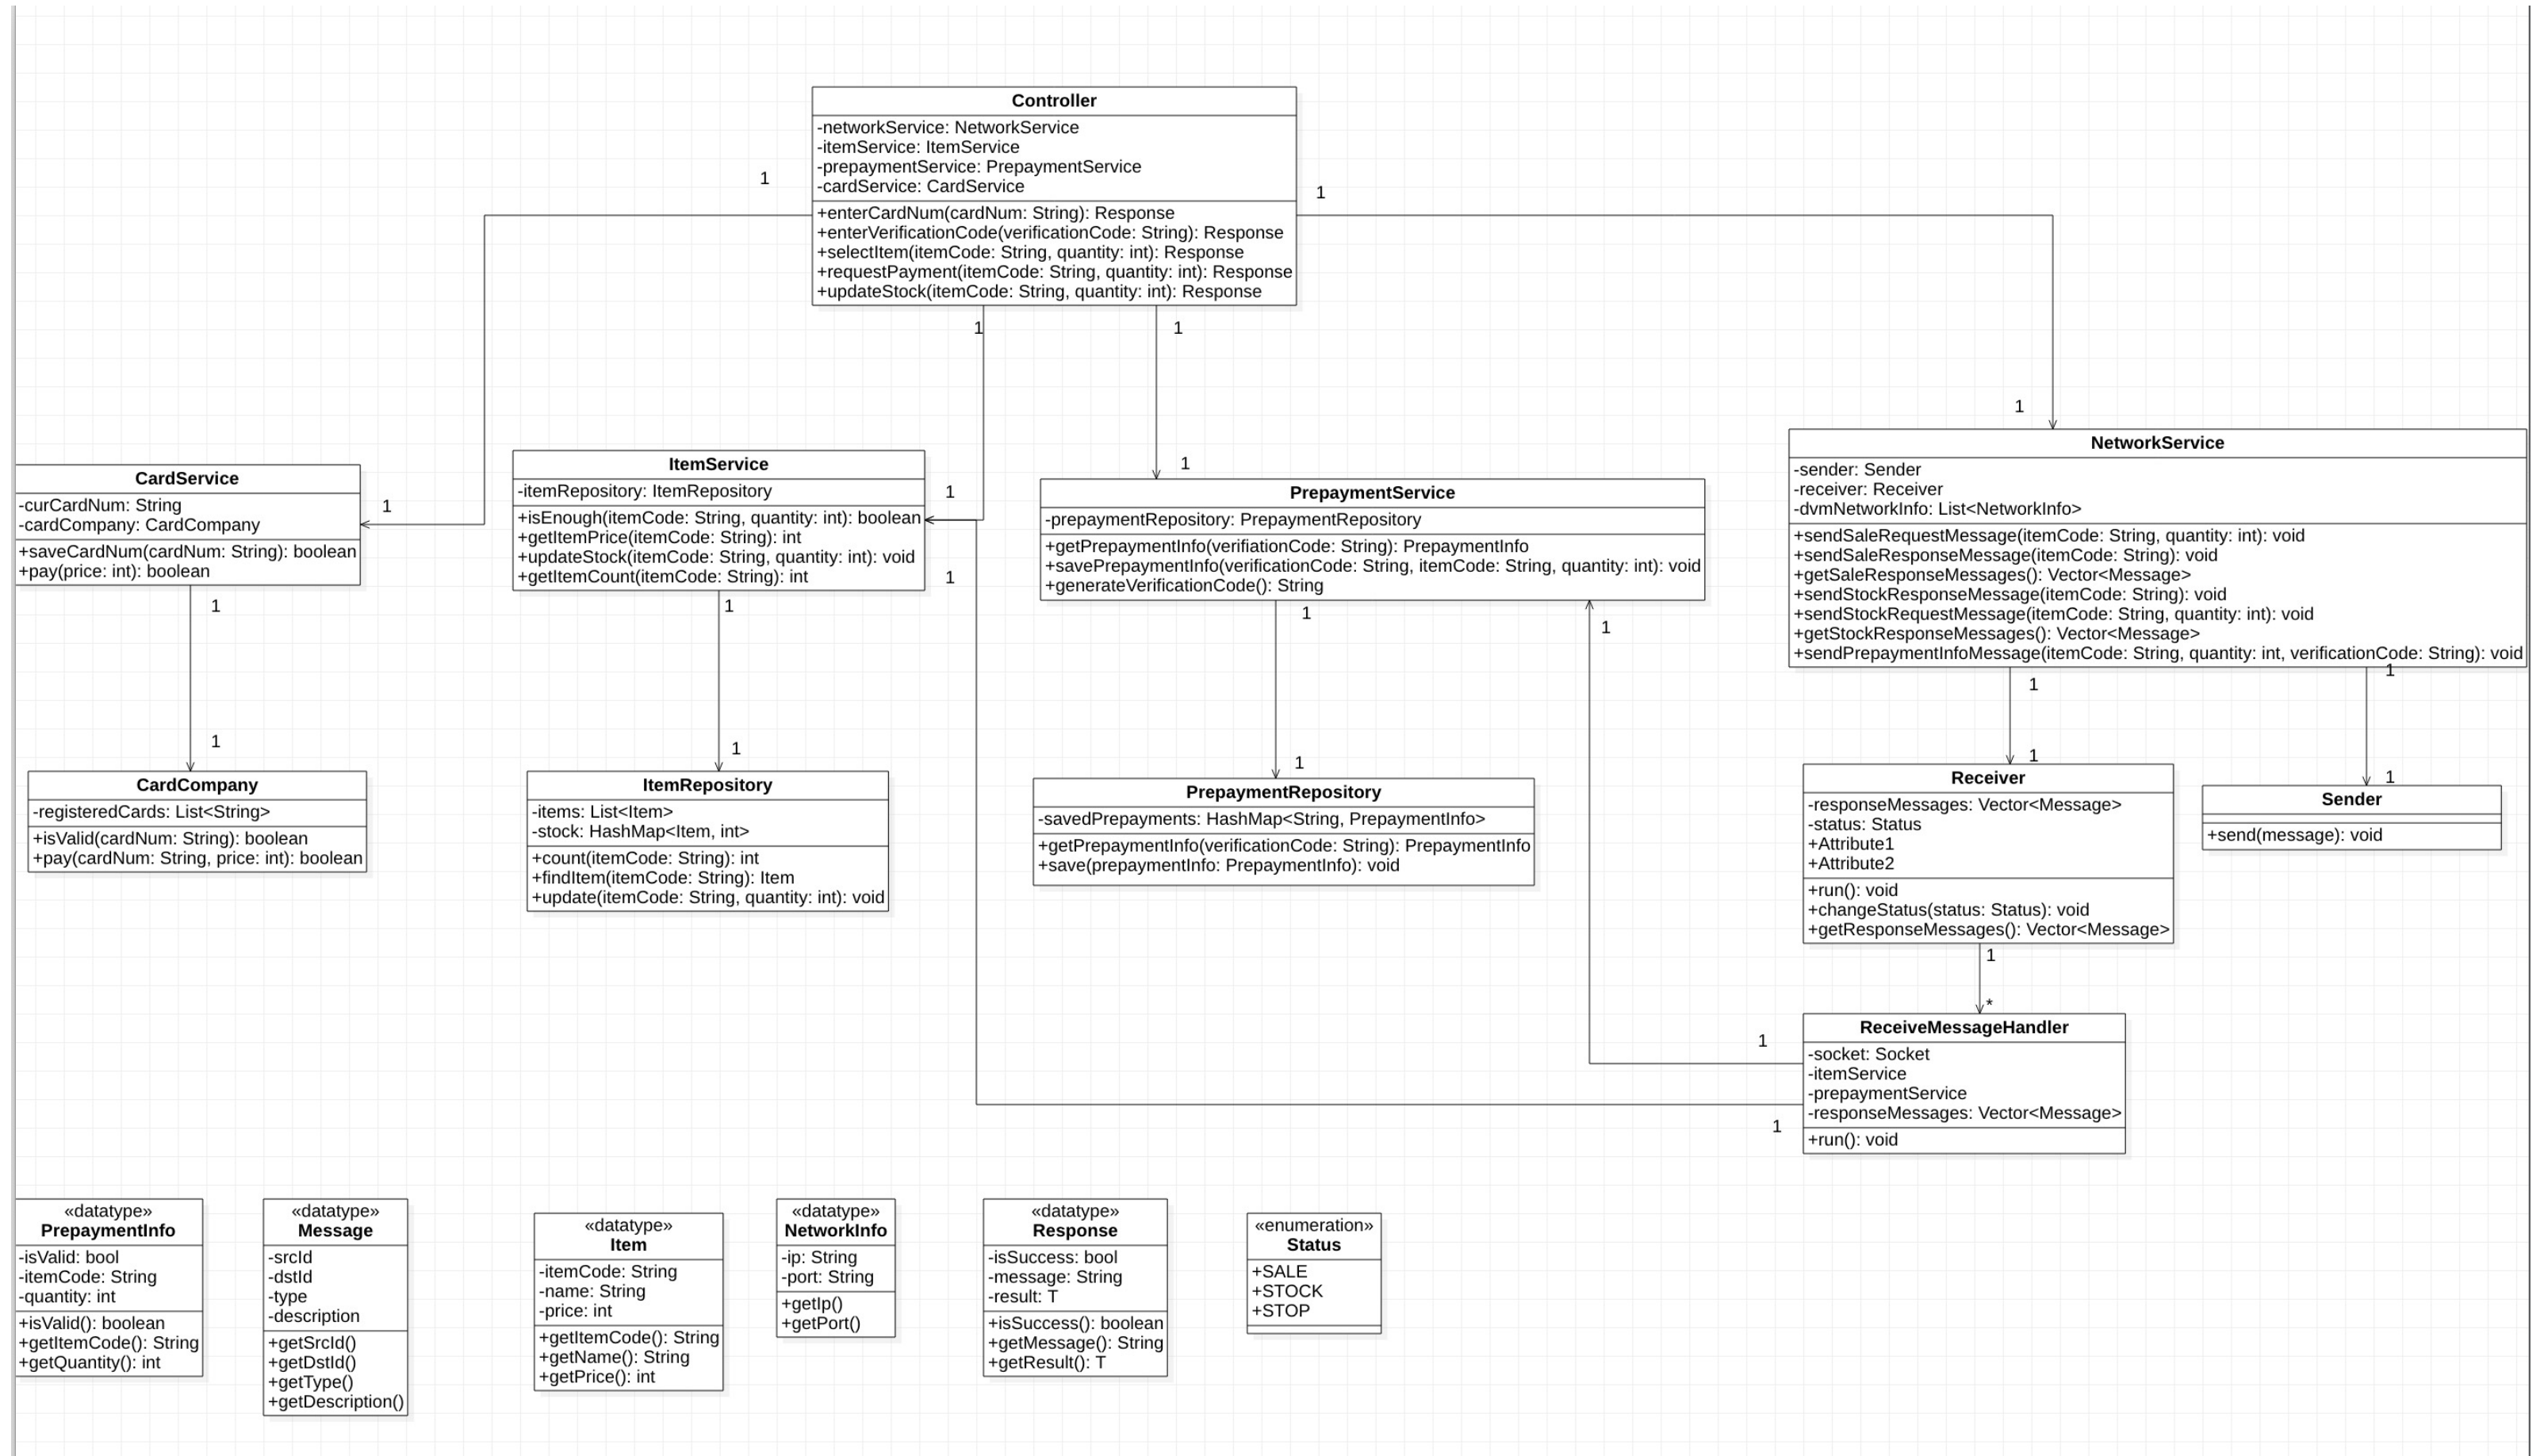 Controller
-networkService: NetworkService
-itemService: ItemService
-prepaymentService: PrepaymentService
-cardService: CardService
+enterCardNum(cardNum: String): Response
+enterVerificationCode(verificationCode: String): Response
+selectItem(itemCode: String, quantity: int): Response
+requestPayment(itemCode: String, quantity: int): Response
+updateStock(itemCode: String, quantity: int): Response
1
1
1
1
1
1
1
1
1
CardService
-curCardNum: String
-cardCompany: CardCompany
+saveCardNum(cardNum: String): boolean
+pay(price: int): boolean
ItemService
-itemRepository: ItemRepository
+isEnough(itemCode: String, quantity: int): boolean
+getItemPrice(itemCode: String): int
+updateStock(itemCode: String, quantity: int): void
+getItemCount(itemCode: String): int
PrepaymentService
-prepaymentRepository: PrepaymentRepository
+getPrepaymentInfo(verifiationCode: String): PrepaymentInfo
+savePrepaymentInfo(verificationCode: String, itemCode: String, quantity: int): void
+generateVerificationCode(): String
NetworkService
-sender: Sender
-receiver: Receiver
-dvmNetworkInfo: List<NetworkInfo>
+sendSaleRequestMessage(itemCode: String, quantity: int): void
+sendSaleResponseMessage(itemCode: String): void
+getSaleResponseMessages(): Vector<Message>
+sendStockResponseMessage(itemCode: String): void
+sendStockRequestMessage(itemCode: String, quantity: int): void
+getStockResponseMessages(): Vector<Message>
+sendPrepaymentInfoMessage(itemCode: String, quantity: int, verificationCode: String): void
1
1
1
1
1
1
1
1
1
1
1
CardCompany
-registeredCards: List<String>
+isValid(cardNum: String): boolean
+pay(cardNum: String, price: int): boolean
ItemRepository
-items: List<Item>
-stock: HashMap<Item, int>
+count(itemCode: String): int
+findItem(itemCode: String): Item
+update(itemCode: String, quantity: int): void
PrepaymentRepository
-savedPrepayments: HashMap<String, PrepaymentInfo>
+getPrepaymentInfo(verificationCode: String): PrepaymentInfo
+save(prepaymentInfo: PrepaymentInfo): void
Receiver
-responseMessages: Vector<Message>
-status: Status
+Attribute1
+Attribute2
+run(): void
+changeStatus(status: Status): void
+getResponseMessages(): Vector<Message>
Sender
+send(message): void
1
*
1
1
ReceiveMessageHandler
-socket: Socket
-itemService
-prepaymentService
-responseMessages: Vector<Message>
+run(): void
«datatype»
PrepaymentInfo
-isValid: bool
-itemCode: String
-quantity: int
+isValid(): boolean
+getItemCode(): String
+getQuantity(): int
«datatype»
Message
-srcId
-dstId
-type
-description
+getSrcId()
+getDstId()
+getType()
+getDescription()
«datatype»
Item
-itemCode: String
-name: String
-price: int
+getItemCode(): String
+getName(): String
+getPrice(): int
«datatype»
NetworkInfo
-ip: String
-port: String
+getIp()
+getPort()
«datatype»
Response
-isSuccess: bool
-message: String
-result: T
+isSuccess(): boolean
+getMessage(): String
+getResult(): T
«enumeration»
Status
+SALE
+STOCK
+STOP